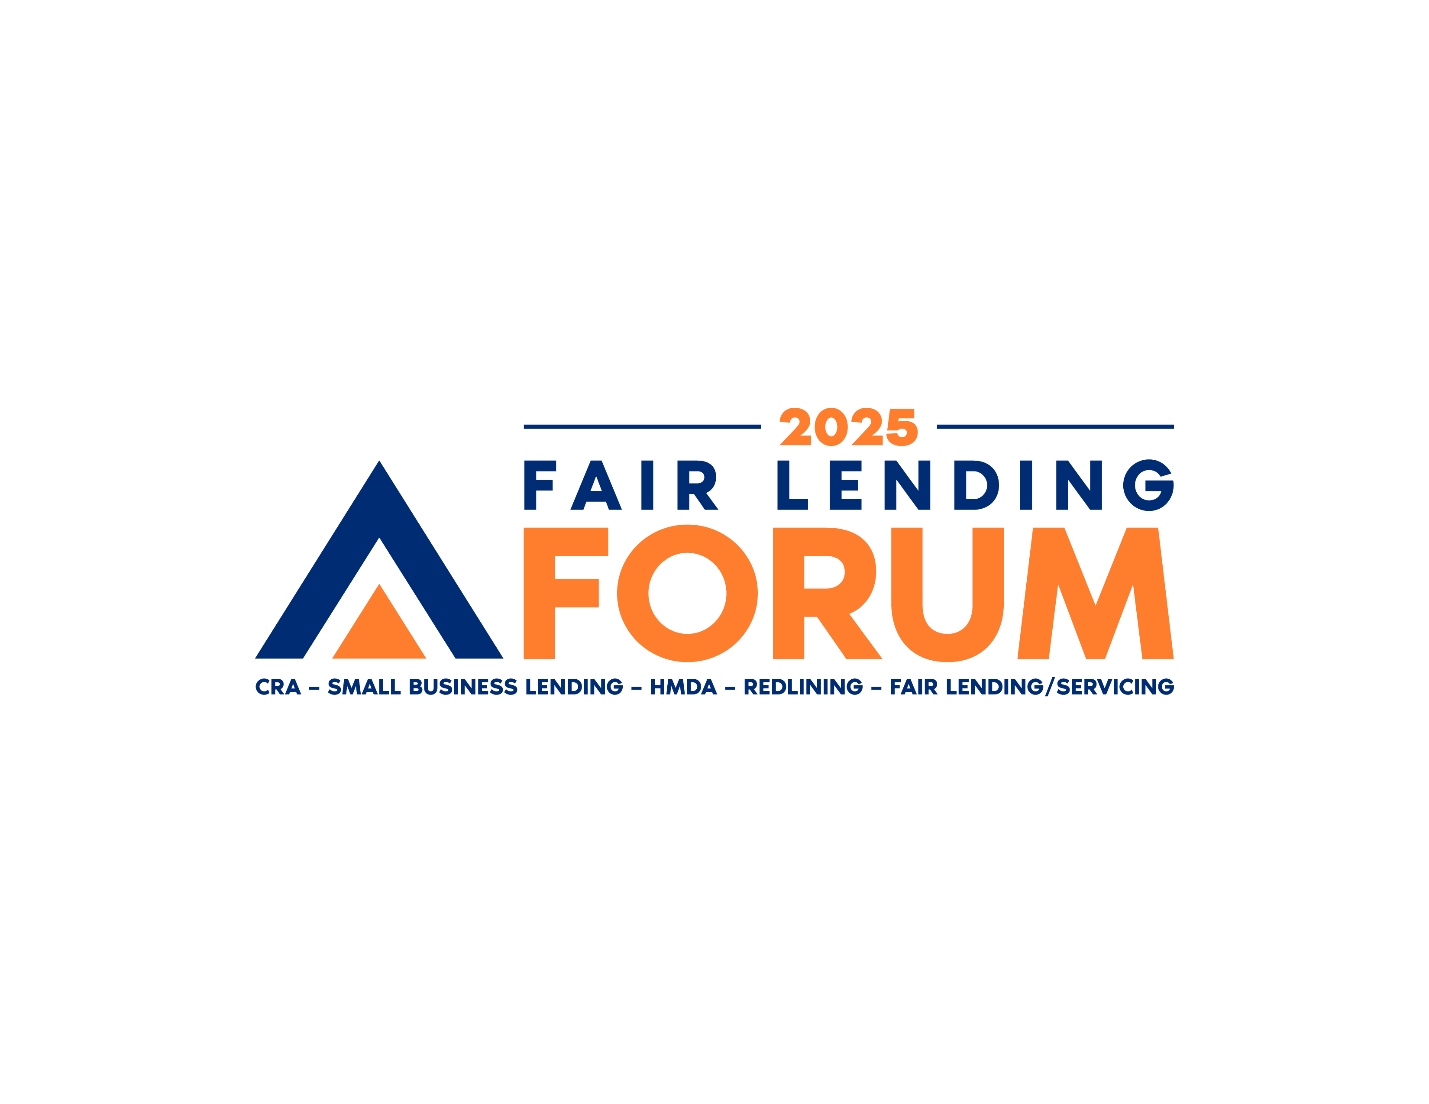 2025
FAIR LENDING
FORUM
CRA – SMALL BUSINESS LENDING – HMDA – REDLINING – FAIR LENDING/SERVICING